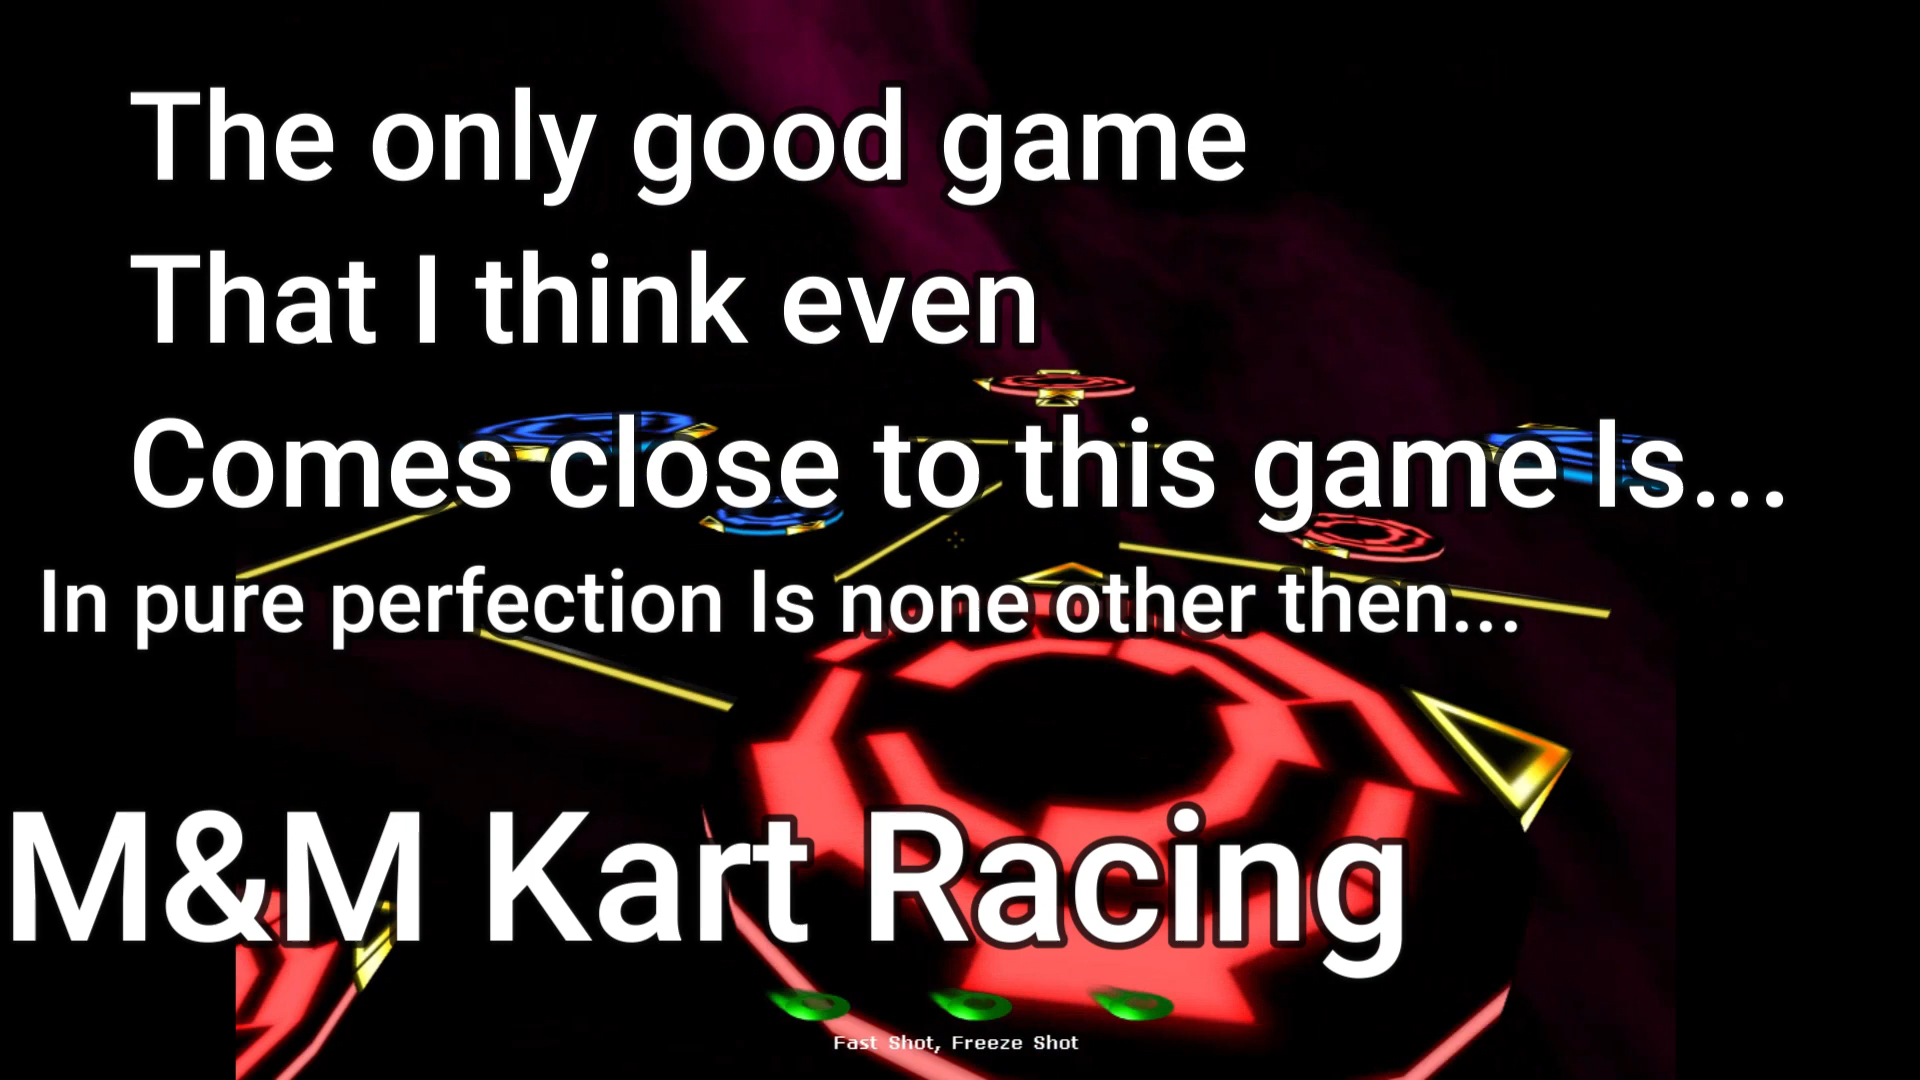 The only good game
That I think even
Comes close to this game Is...
In pure perfection Is none other then...
M&M Kart Racing
Fast Shot, Freeze Shot